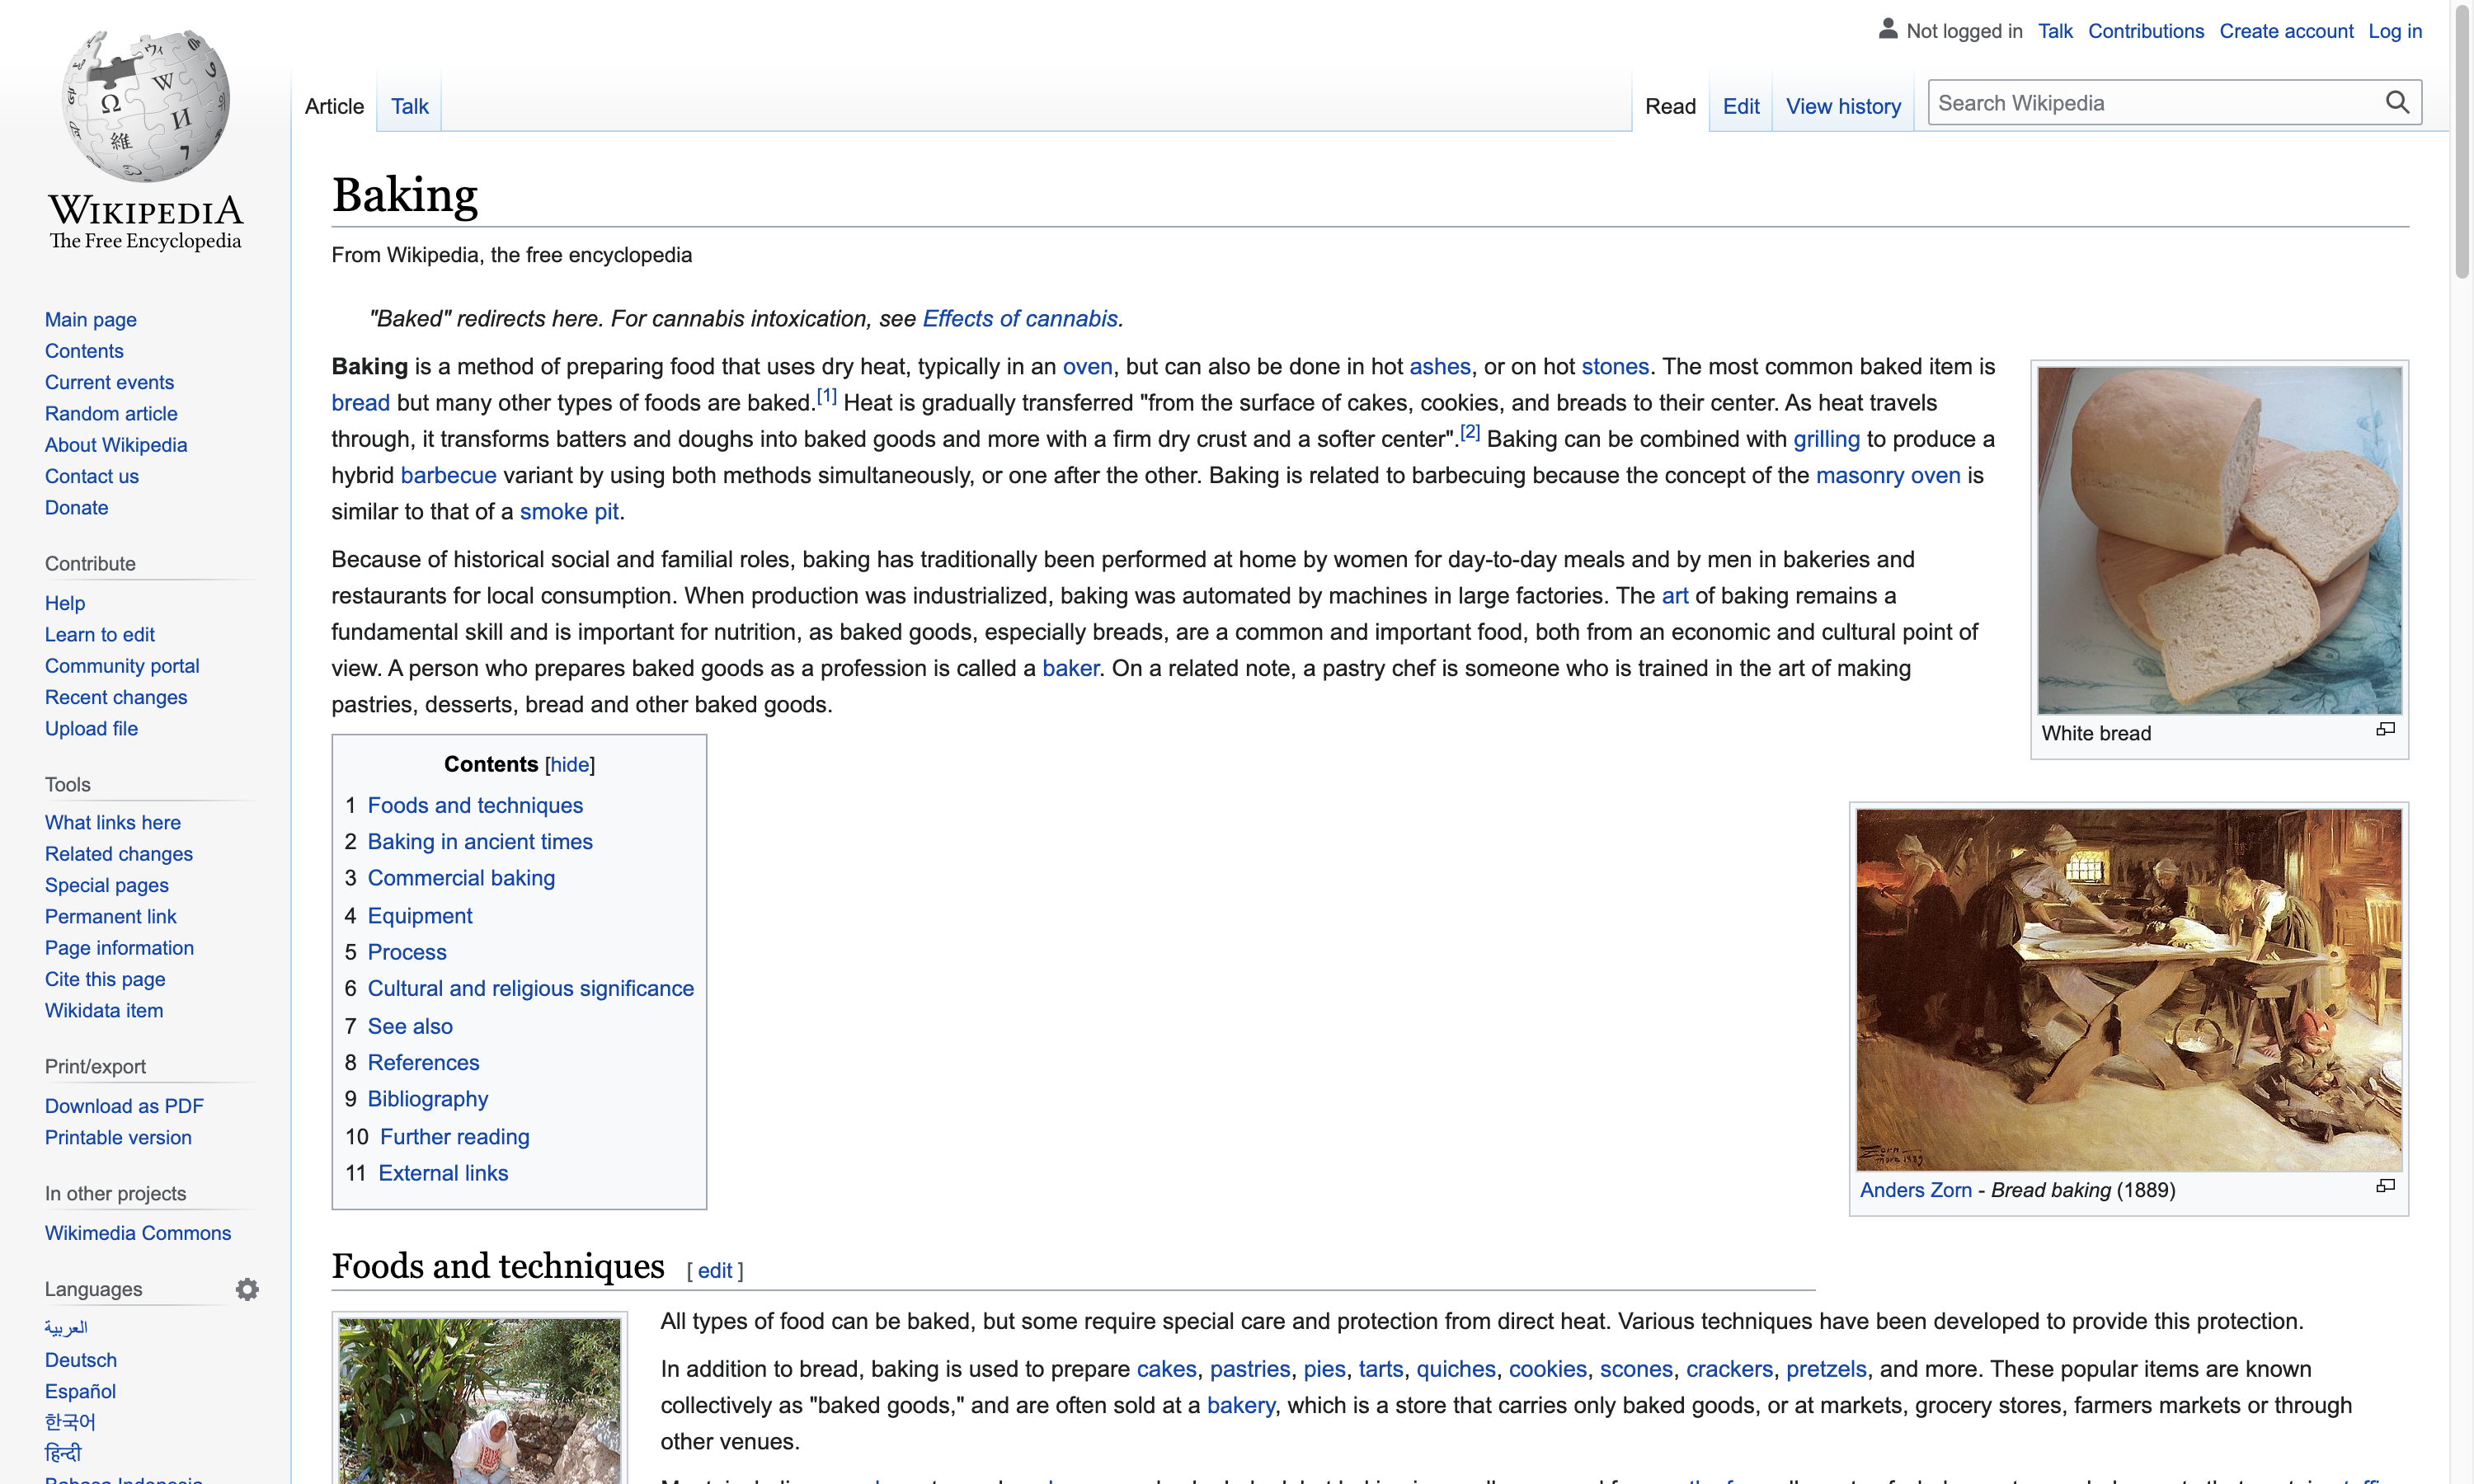 Not logged in Talk Contributions Create account Log in
Article Talk Read Edit View history Search Wikipedia
WIKIPEDIA
The Free Encyclopedia
Main page
Contents
Current events
Random article
About Wikipedia
Contact us
Donate
Contribute
Help
Learn to edit
Community portal
Recent changes
Upload file
Tools
What links here
Related changes
Special pages
Permanent link
Page information
Cite this page
Wikidata item
Print/export
Download as PDF
Printable version
In other projects
Wikimedia Commons
Languages
العربية
Deutsch
Español
한국어
हिन्दी
Baking
From Wikipedia, the free encyclopedia
"Baked" redirects here. For cannabis intoxication, see Effects of cannabis.
Baking is a method of preparing food that uses dry heat, typically in an oven, but can also be done in hot ashes, or on hot stones. The most common baked item is
bread but many other types of foods are baked.[1] Heat is gradually transferred "from the surface of cakes, cookies, and breads to their center. As heat travels
through, it transforms batters and doughs into baked goods and more with a firm dry crust and a softer center".[2] Baking can be combined with grilling to produce a
hybrid barbecue variant by using both methods simultaneously, or one after the other. Baking is related to barbecuing because the concept of the masonry oven is
similar to that of a smoke pit.
Because of historical social and familial roles, baking has traditionally been performed at home by women for day-to-day meals and by men in bakeries and
restaurants for local consumption. When production was industrialized, baking was automated by machines in large factories. The art of baking remains a
fundamental skill and is important for nutrition, as baked goods, especially breads, are a common and important food, both from an economic and cultural point of
view. A person who prepares baked goods as a profession is called a baker. On a related note, a pastry chef is someone who is trained in the art of making
pastries, desserts, bread and other baked goods.
White bread
Contents [hide]
1 Foods and techniques
2 Baking in ancient times
3 Commercial baking
4 Equipment
5 Process
6 Cultural and religious significance
7 See also
8 References
9 Bibliography
10 Further reading
11 External links
Anders Zorn - Bread baking (1889)
Foods and techniques [ edit ]
All types of food can be baked, but some require special care and protection from direct heat. Various techniques have been developed to provide this protection.
In addition to bread, baking is used to prepare cakes, pastries, pies, tarts, quiches, cookies, scones, crackers, pretzels, and more. These popular items are known
collectively as "baked goods," and are often sold at a bakery, which is a store that carries only baked goods, or at markets, grocery stores, farmers markets or through
other venues.